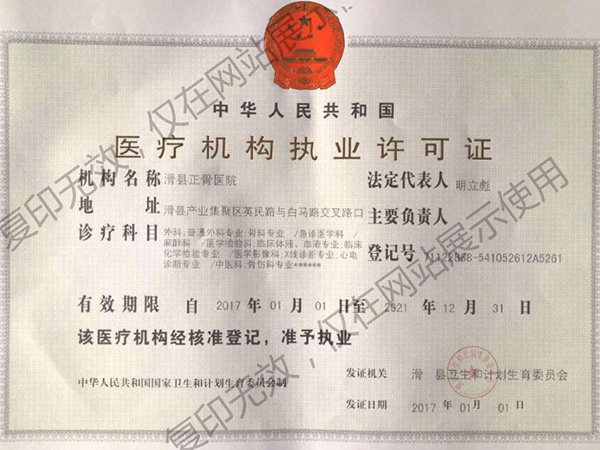 中华人民共和国
医疗机构执业许可证
机构名称 滑县正骨医院
法定代表人 明立彪
地址 滑县产业集聚区英民路与白马路交叉路口
主要负责人
诊疗科目 外科;普通外科专业;骨科专业 /急诊医学科 /
麻醉科 /医学检验科;临床体液、血液专业;临床
化学检验专业 /医学影像科;X线诊断专业;心电
诊断专业 /中医科;骨伤科专业******
登记号 71122868-541052612A5261
有效期限 自 2017 年 01 月 01 日至 2021 年 12 月 31 日
该医疗机构经核准登记，准予执业
发证机关 滑 县卫生和计划生育委员会
中华人民共和国国家卫生和计划生育委员会制
发证日期 2017 年 01 月 01 日
复印无效，仅在网站展示使用
复印无效，仅在网站展示使用